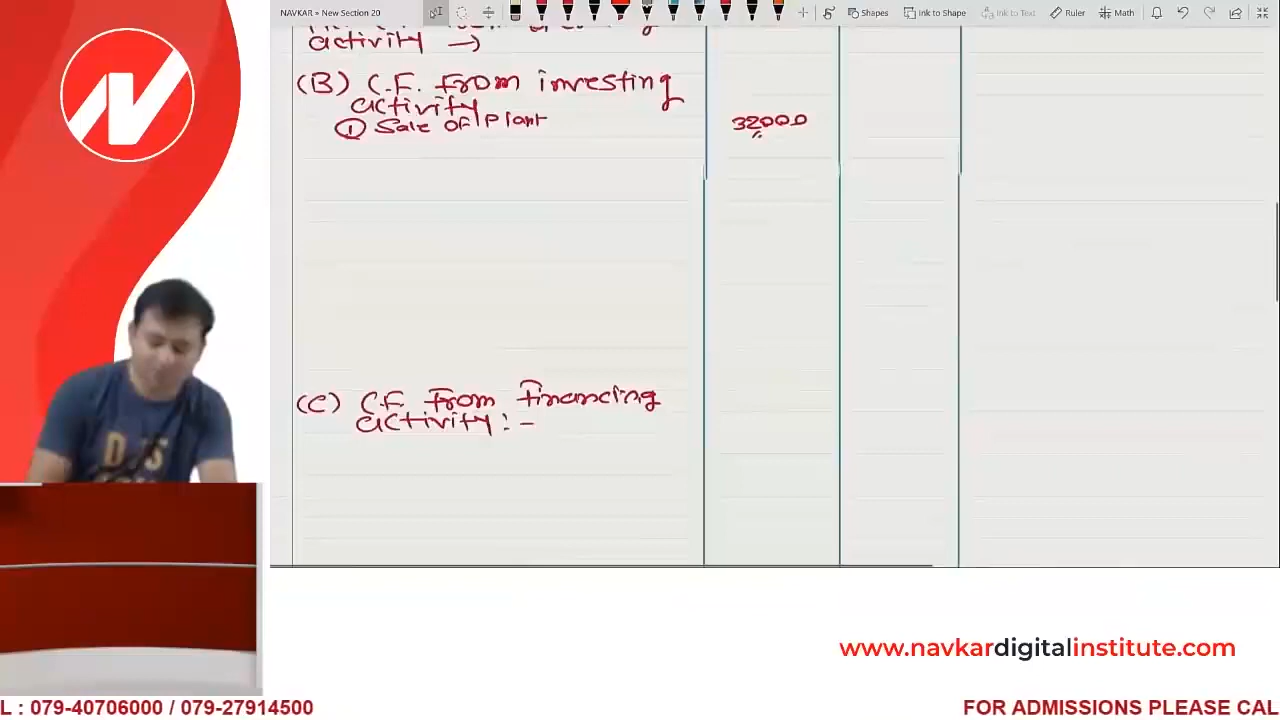 NAVKAR » New Section 20
Shapes
Ink to Shape
Ink to Text
Ruler
Math
activity →
(B) C.F. From investing
activity
① Sale of Plant 32000
(C) C.F. From financing
activity : -
www.navkardigitalinstitute.com
L : 079-40706000 / 079-27914500
FOR ADMISSIONS PLEASE CAL